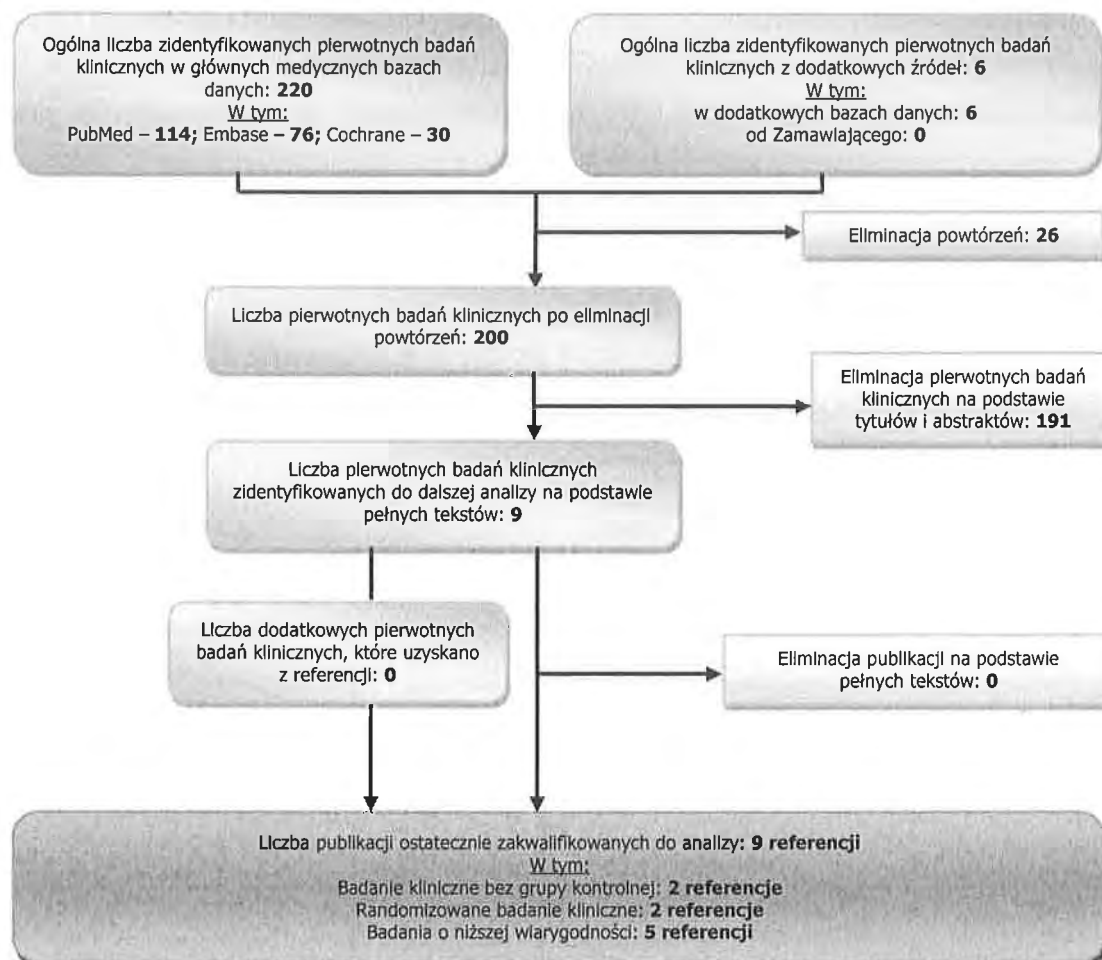 Ogólna liczba zidentyfikowanych pierwotnych badań
klinicznych w głównych medycznych bazach
danych: 220
W tym:
PubMed – 114; Embase – 76; Cochrane – 30
Ogólna liczba zidentyfikowanych pierwotnych badań
klinicznych z dodatkowych źródeł: 6
W tym:
w dodatkowych bazach danych: 6
od Zamawiającego: 0
Eliminacja powtórzeń: 26
Liczba pierwotnych badań klinicznych po eliminacji
powtórzeń: 200
Eliminacja pierwotnych badań
klinicznych na podstawie
tytułów i abstraktów: 191
Liczba pierwotnych badań klinicznych
zidentyfikowanych do dalszej analizy na podstawie
pełnych tekstów: 9
Liczba dodatkowych pierwotnych
badań klinicznych, które uzyskano
z referencji: 0
Eliminacja publikacji na podstawie
pełnych tekstów: 0
Liczba publikacji ostatecznie zakwalifikowanych do analizy: 9 referencji
W tym:
Badanie kliniczne bez grupy kontrolnej: 2 referencje
Randomizowane badanie kliniczne: 2 referencje
Badania o niższej wiarygodności: 5 referencji